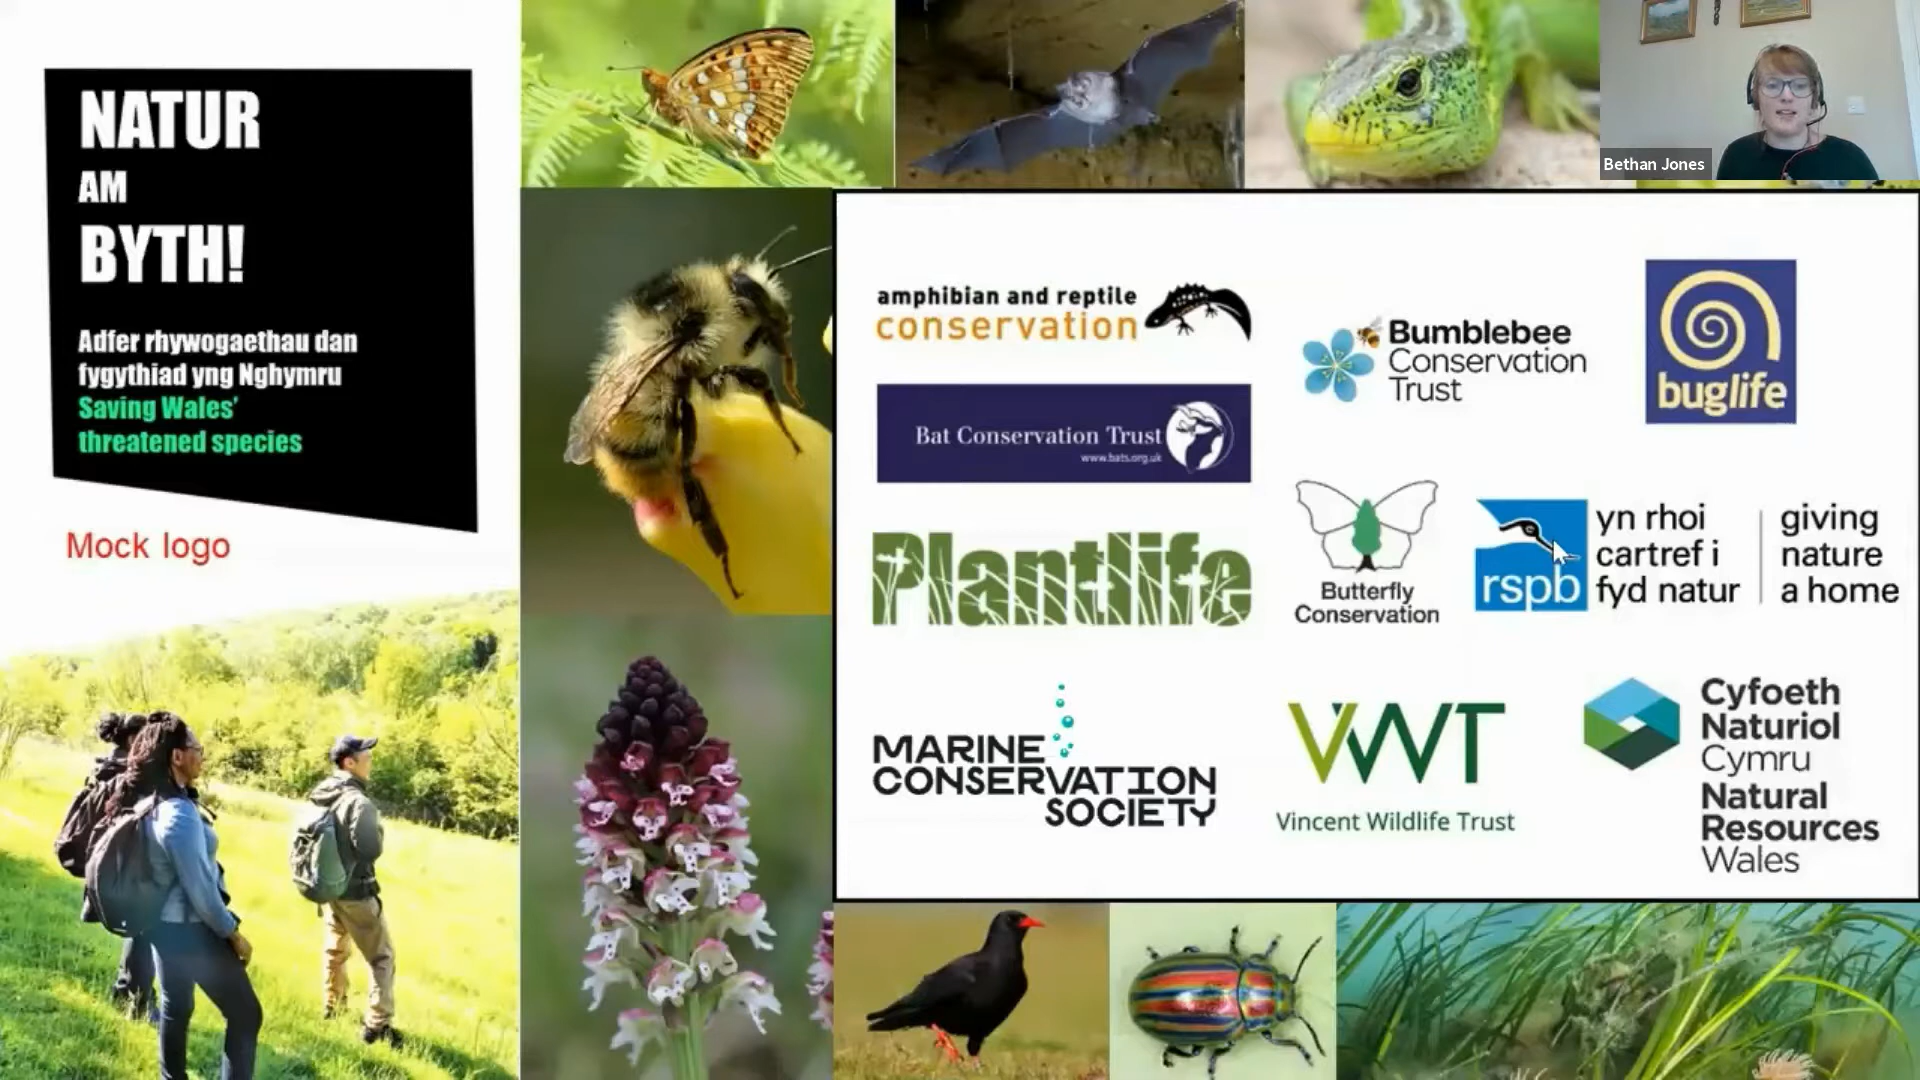 NATUR
AM
BYTH!
Adfer rhywogaethau dan
fygythiad yng Nghymru
Saving Wales'
threatened species
Mock logo
Bethan Jones
amphibian and reptile
conservation
Bumblebee
Conservation
Trust
buglife
Bat Conservation Trust
www.bats.org.uk
Plantlife
Butterfly
Conservation
rspb
yn rhoi
cartref i
fyd natur
giving
nature
a home
MARINE
CONSERVATION
SOCIETY
VWT
Vincent Wildlife Trust
Cyfoeth
Naturiol
Cymru
Natural
Resources
Wales